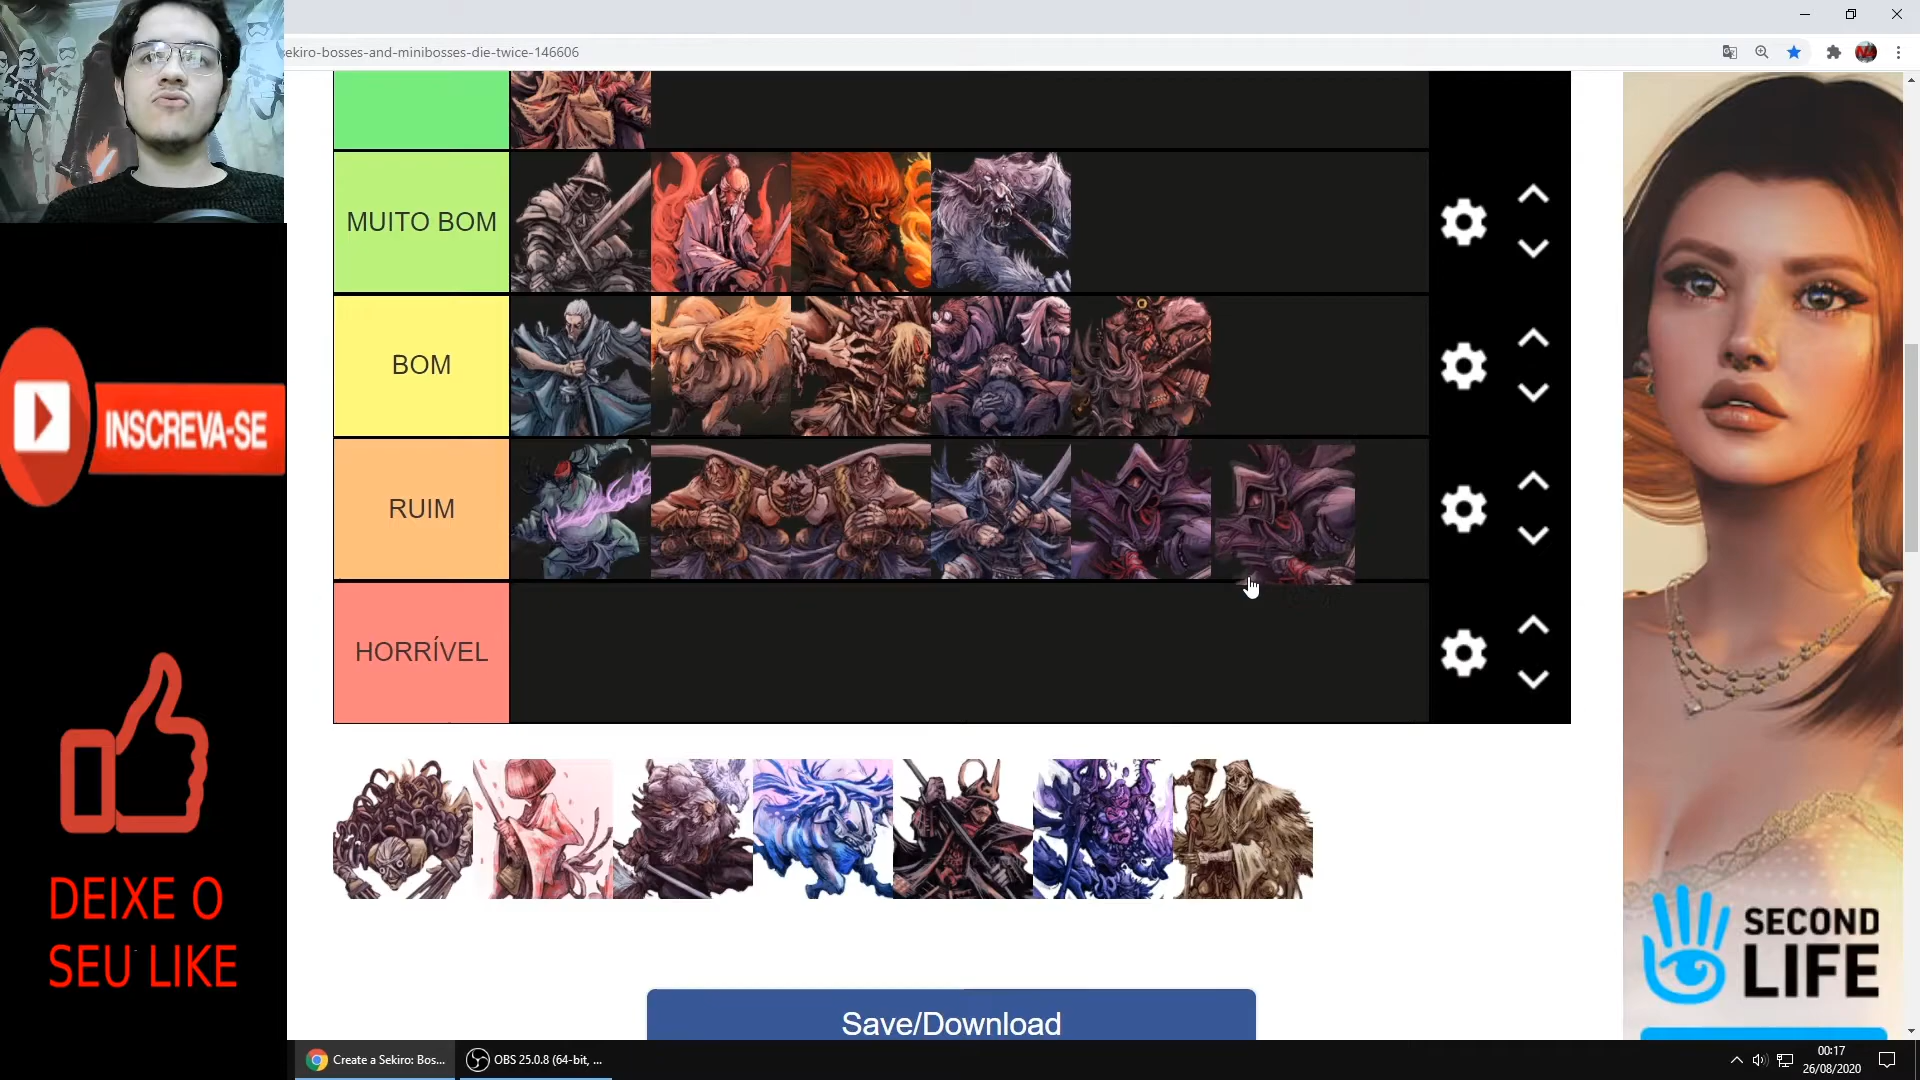 sekiro-bosses-and-minibosses-die-twice-146606
MUITO BOM
BOM
RUIM
HORRÍVEL
INSCREVA-SE
DEIXE O
SEU LIKE
SECOND
LIFE
Save/Download
Create a Sekiro: Bos...
OBS 25.0.8 (64-bit, ...
00:17
26/08/2020